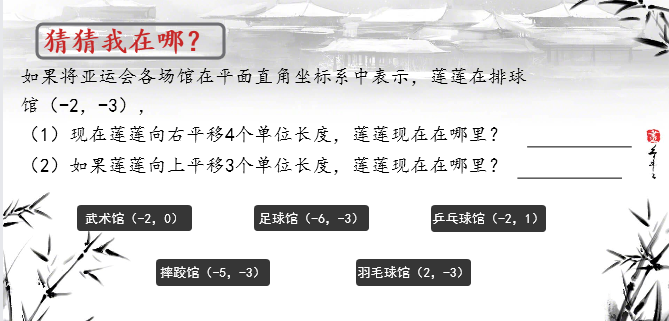 猜猜我在哪？
如果将亚运会各场馆在平面直角坐标系中表示，莲莲在排球
馆（-2，-3），
（1）现在莲莲向右平移4个单位长度，莲莲现在在哪里？
（2）如果莲莲向上平移3个单位长度，莲莲现在在哪里？
武术馆（-2，0） 足球馆（-6，-3） 乒乓球馆（-2，1）
摔跤馆（-5，-3） 羽毛球馆（2，-3）